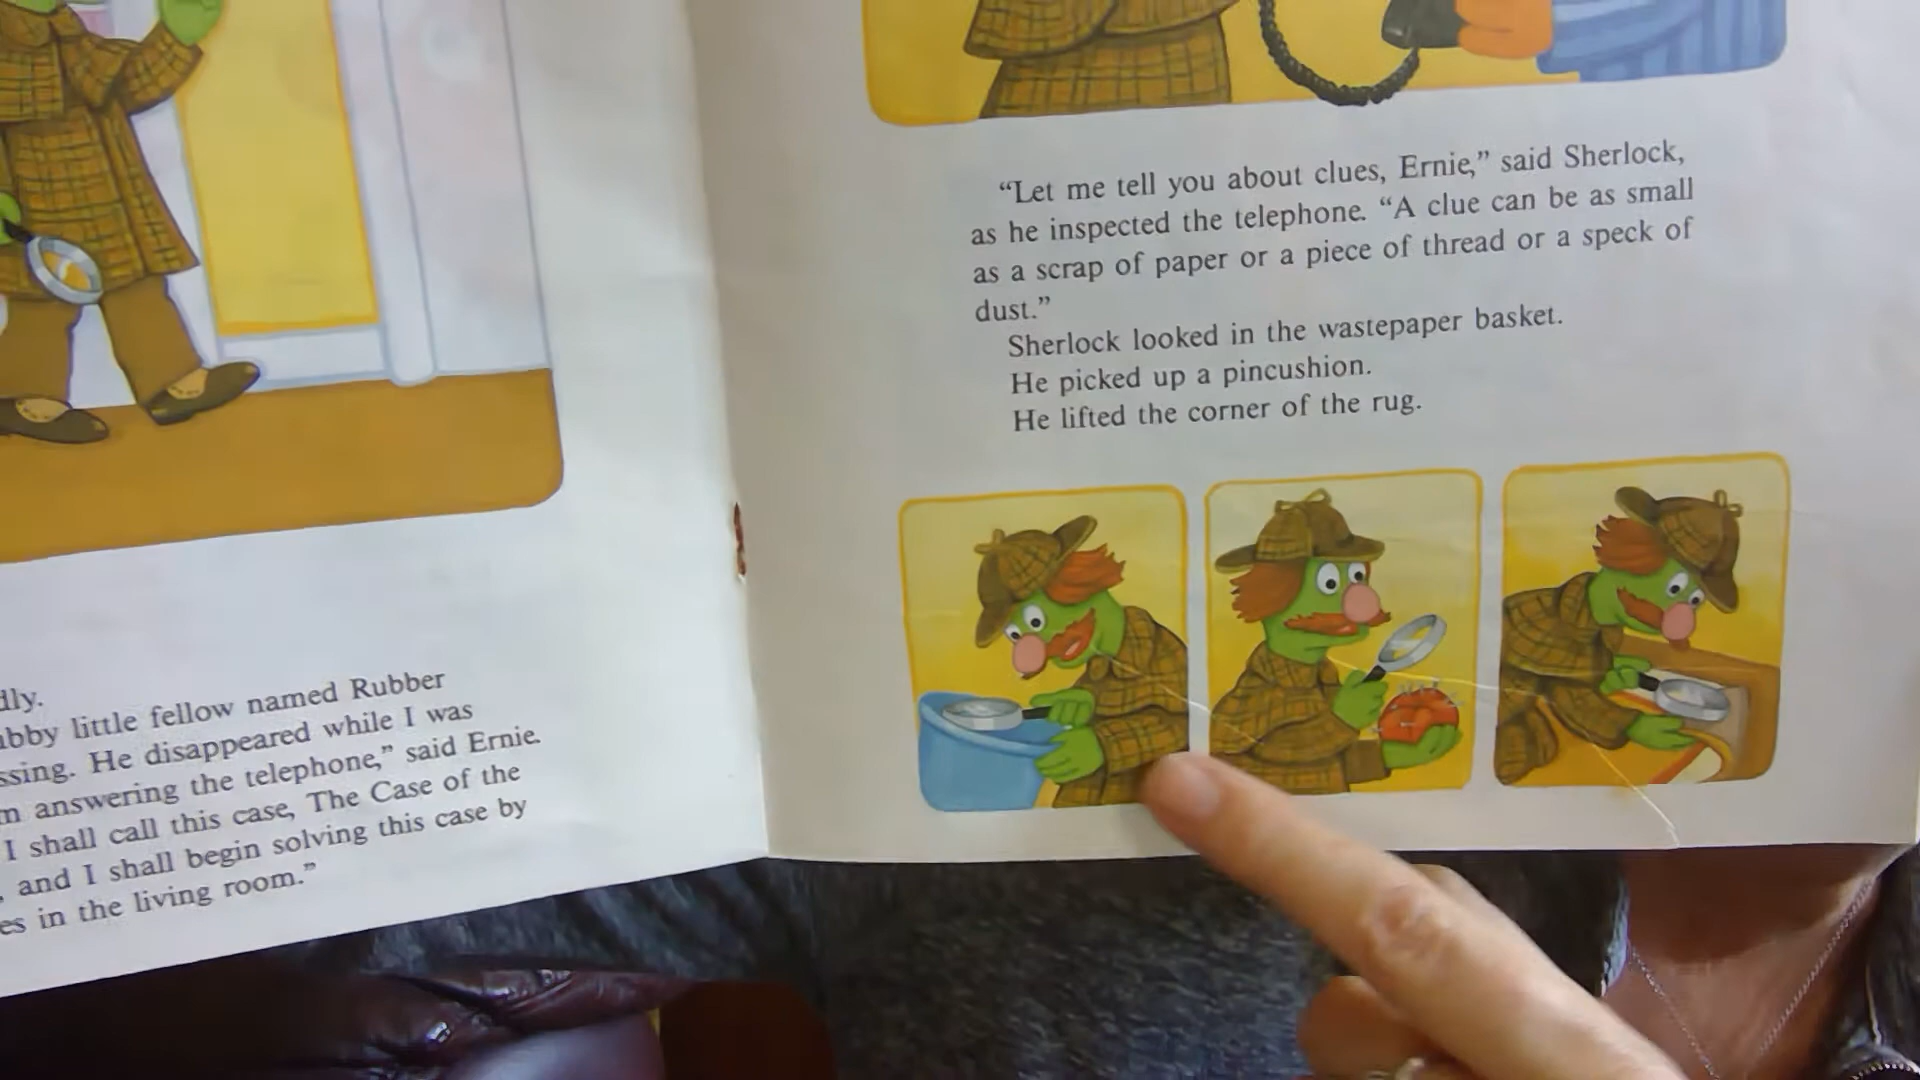 dly.
bby little fellow named Rubber
ssing. He disappeared while I was
answering the telephone,” said Ernie.
I shall call this case, The Case of the
, and I shall begin solving this case by
es in the living room.”
“Let me tell you about clues, Ernie,” said Sherlock,
as he inspected the telephone. “A clue can be as small
as a scrap of paper or a piece of thread or a speck of
dust.”
Sherlock looked in the wastepaper basket.
He picked up a pincushion.
He lifted the corner of the rug.